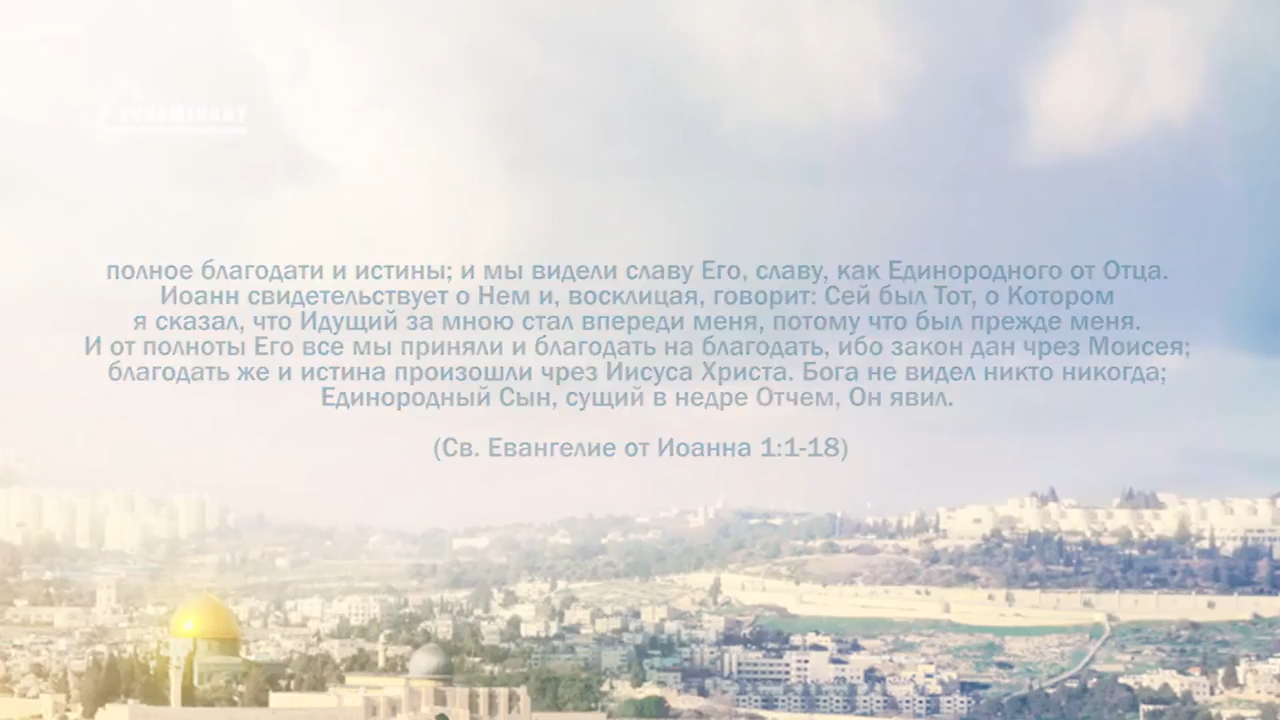 полное благодати и истины; и мы видели славу Его, славу, как Единородного от Отца.
Иоанн свидетельствует о Нем и, восклицая, говорит: Сей был Тот, о Котором
я сказал, что Идущий за мною стал впереди меня, потому что был прежде меня.
И от полноты Его все мы приняли и благодать на благодать, ибо закон дан чрез Моисея;
благодать же и истина произошли чрез Иисуса Христа. Бога не видел никто никогда;
Единородный Сын, сущий в недре Отчем, Он явил.
(Св. Евангелие от Иоанна 1:1-18)